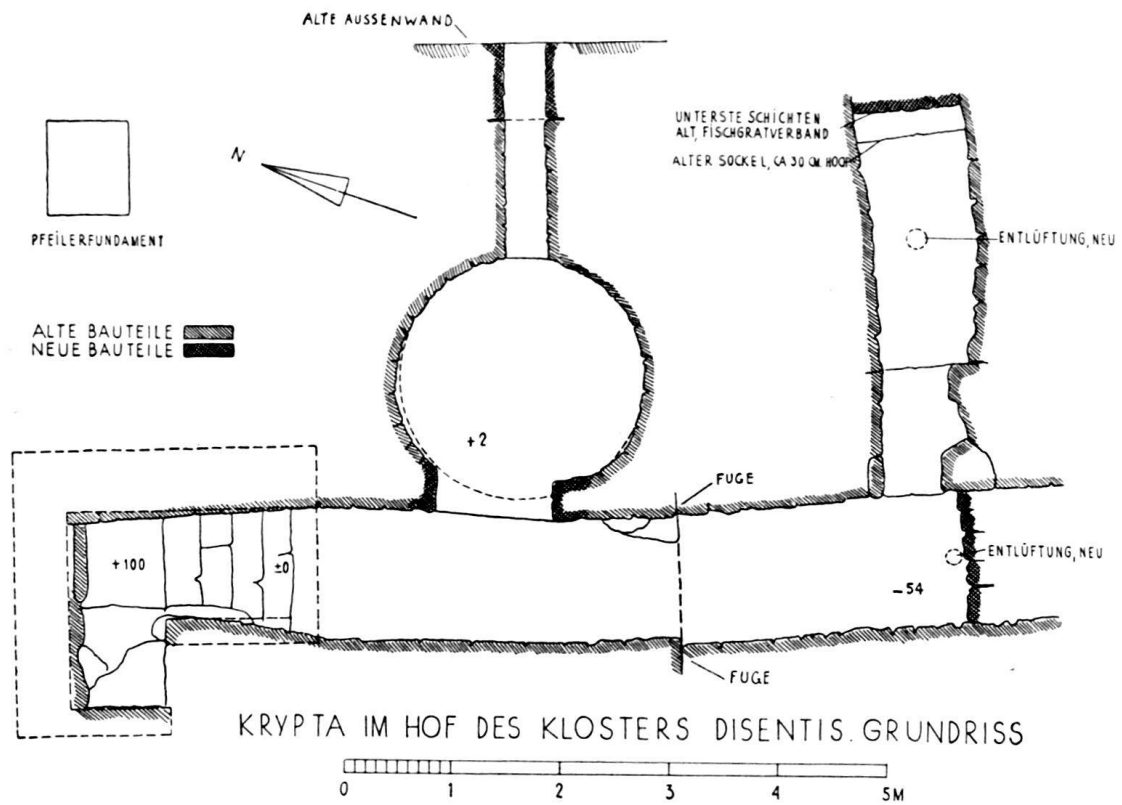 ALTE AUSSENWAND
UNTERSTE SCHICHTEN
ALT, FISCHGRATVERBAND
ALTER SOCKEL, CA 30 CM. HOCH
N
PFEILERFUNDAMENT
ENTLÜFTUNG, NEU
ALTE BAUTEILE
NEUE BAUTEILE
+2
FUGE
+100
±0
ENTLÜFTUNG, NEU
-54
FUGE
KRYPTA IM HOF DES KLOSTERS DISENTIS. GRUNDRISS
0 1 2 3 4 5M